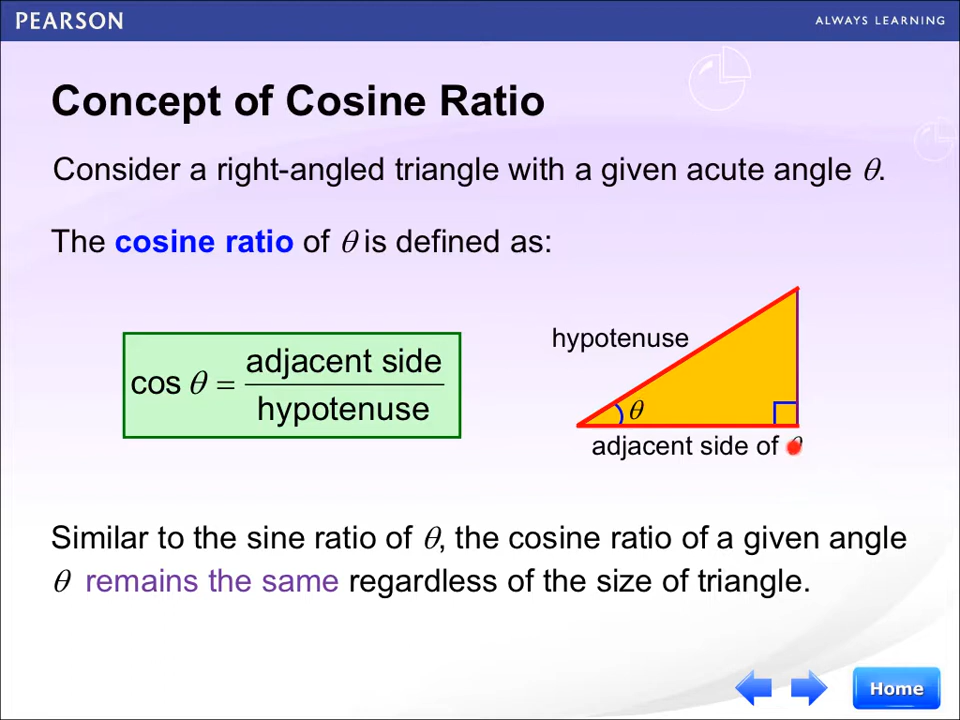 PEARSON
ALWAYS LEARNING
Concept of Cosine Ratio
Consider a right-angled triangle with a given acute angle θ.
The cosine ratio of θ is defined as:
cos θ = adjacent side / hypotenuse
hypotenuse
θ
adjacent side of
Similar to the sine ratio of θ, the cosine ratio of a given angle
θ remains the same regardless of the size of triangle.
Home